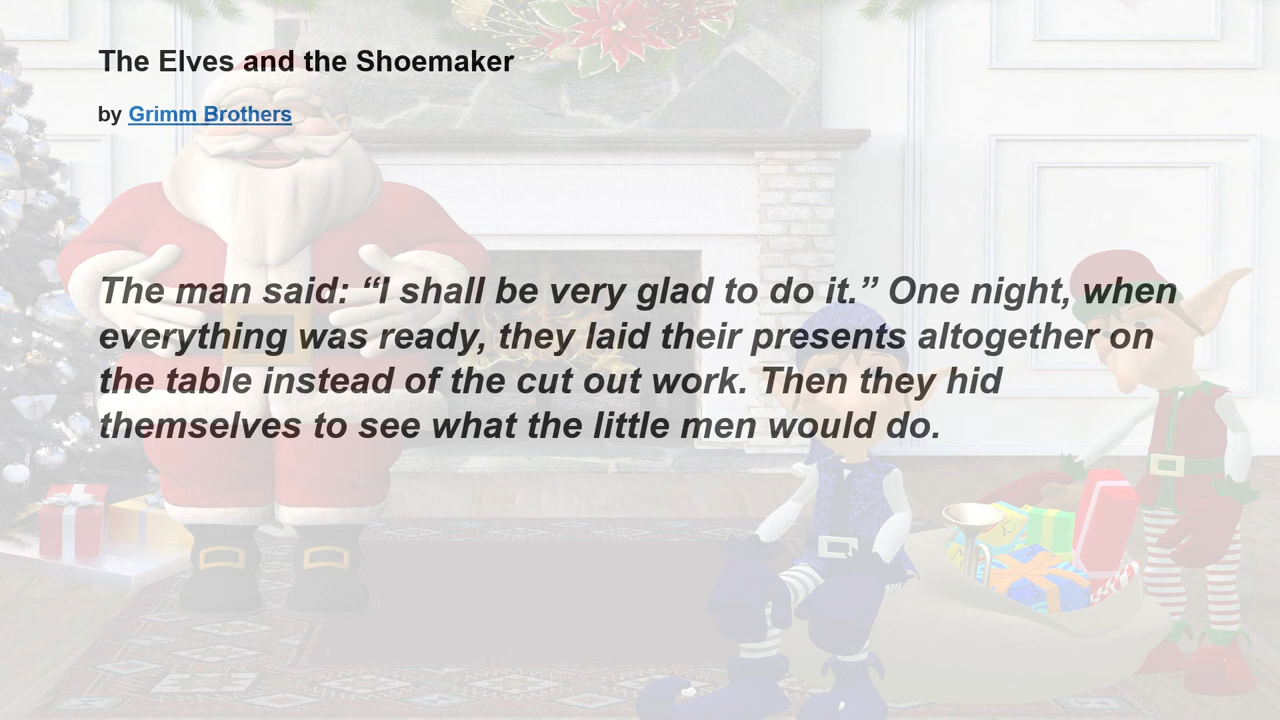 The Elves and the Shoemaker
by Grimm Brothers
The man said: “I shall be very glad to do it.” One night, when
everything was ready, they laid their presents altogether on
the table instead of the cut out work. Then they hid
themselves to see what the little men would do.